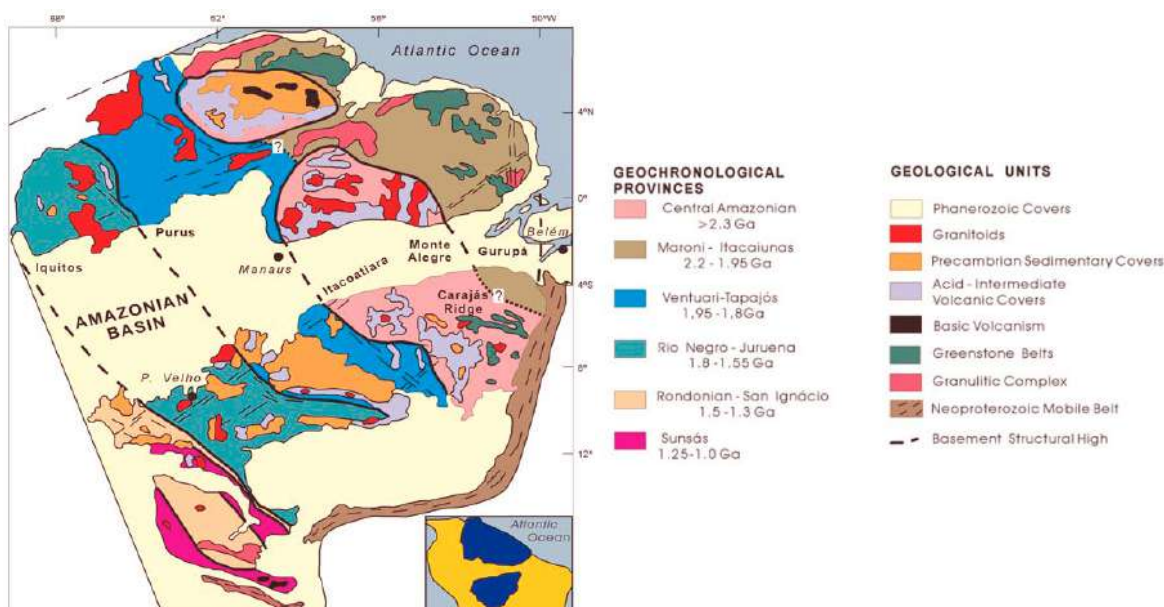 68°
62°
56°
50°W
Atlantic Ocean
4°N
?
0°
Purus
Belém
Monte
Alegre
Gurupá
Iquitos
Manaus
Itacoatiara
?
4°S
Carajás
Ridge
AMAZONIAN
BASIN
8°
P. Velho
12°
Atlantic
Ocean
GEOCHRONOLOGICAL
PROVINCES
Central Amazonian
>2.3 Ga
Maroni - Itacaiunas
2.2 - 1.95 Ga
Ventuari-Tapajós
1,95 -1,8Ga
Rio Negro - Juruena
1.8 - 1.55 Ga
Rondonian - San Ignácio
1.5 - 1.3 Ga
Sunsás
1.25-1.0 Ga
GEOLOGICAL UNITS
Phanerozoic Covers
Granitoids
Precambrian Sedimentary Covers
Acid - Intermediate
Volcanic Covers
Basic Volcanism
Greenstone Belts
Granulitic Complex
Neoproterozoic Mobile Belt
Basement Structural High